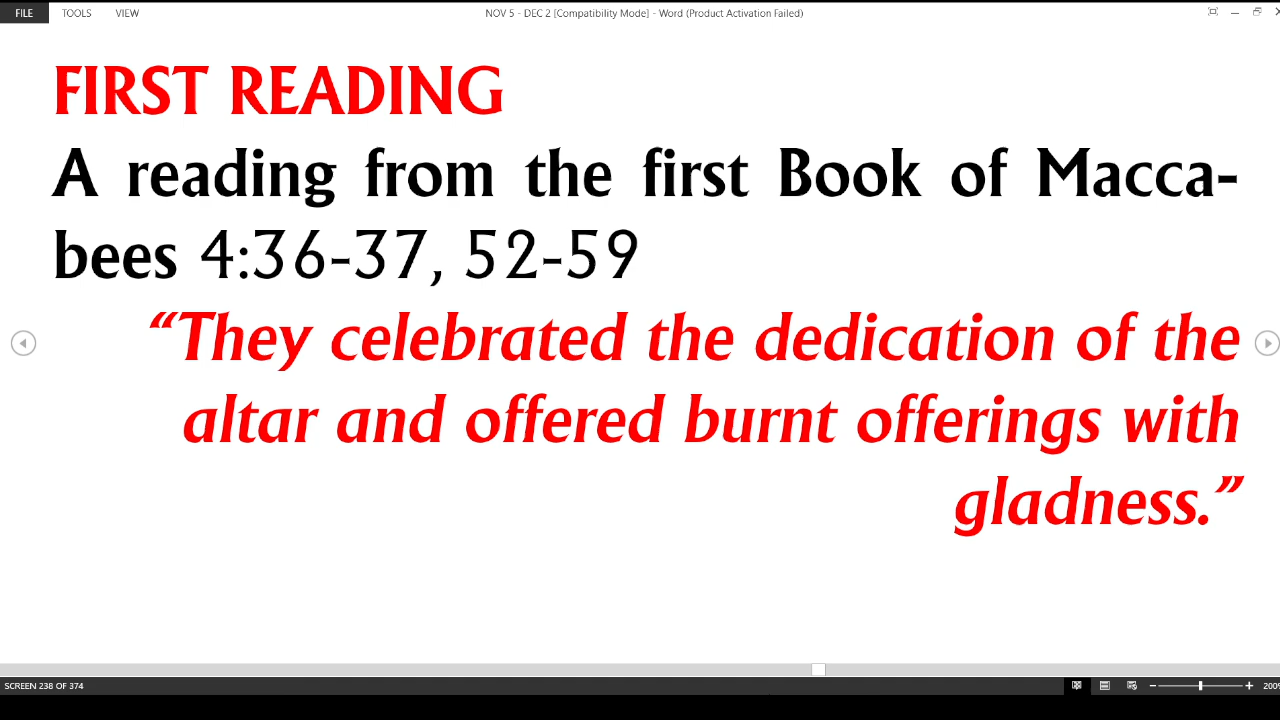 FILE TOOLS VIEW NOV 5 - DEC 2 [Compatibility Mode] - Word (Product Activation Failed)
FIRST READING
A reading from the first Book of Macca-
bees 4:36-37, 52-59
“They celebrated the dedication of the
altar and offered burnt offerings with
gladness.”
SCREEN 238 OF 374 200%